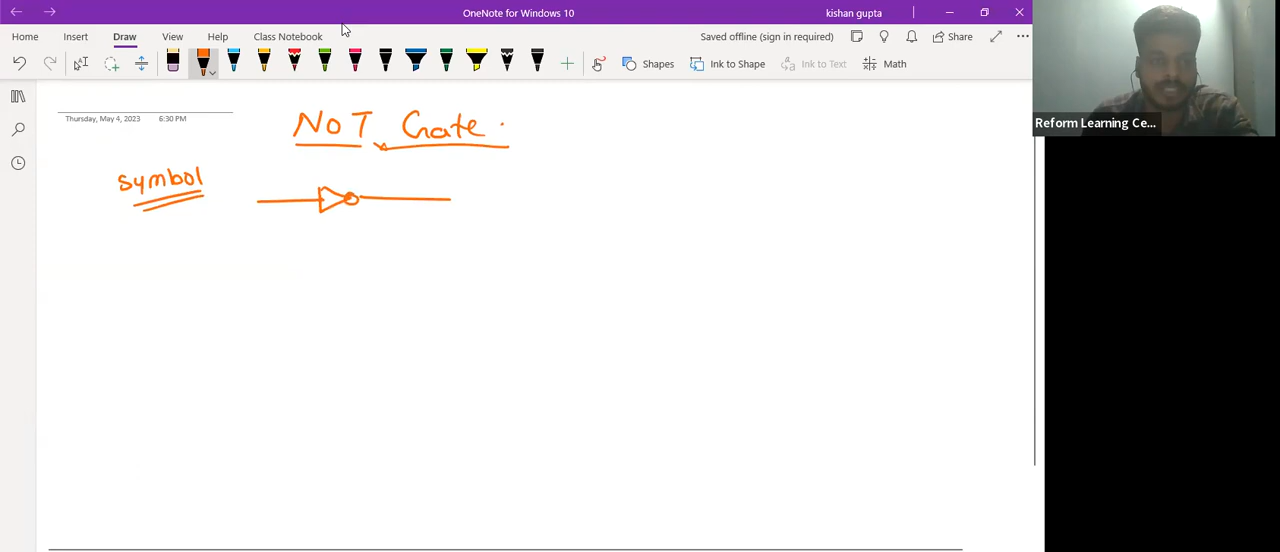 OneNote for Windows 10
kishan gupta
Home Insert Draw View Help Class Notebook
Saved offline (sign in required)
Share
Shapes Ink to Shape Ink to Text Math
Reform Learning Ce...
Thursday, May 4, 2023 6:30 PM
NOT Gate.
symbol